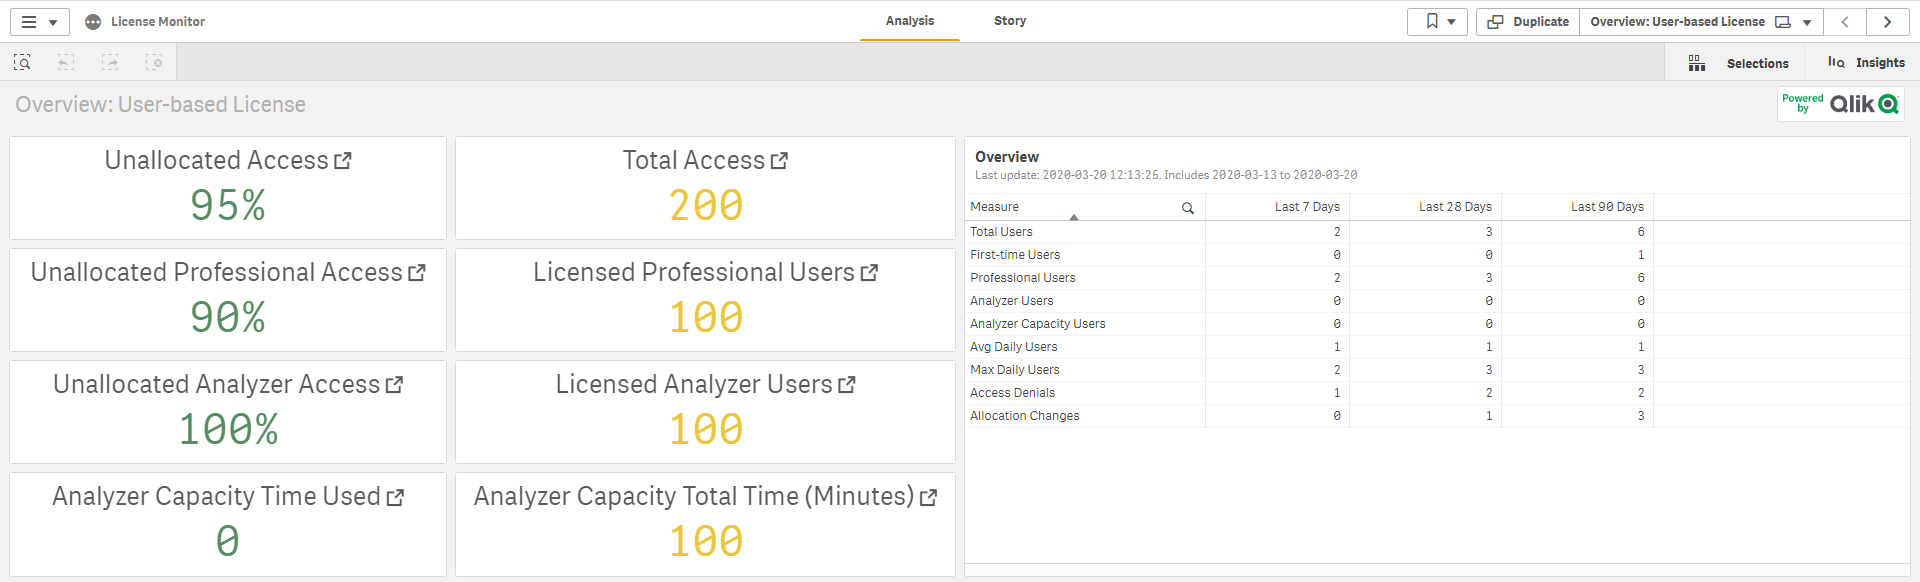 License Monitor
Analysis
Story
Duplicate
Overview: User-based License
Selections
Insights
Overview: User-based License
Powered by Qlik
Unallocated Access
95%
Total Access
200
Unallocated Professional Access
90%
Licensed Professional Users
100
Unallocated Analyzer Access
100%
Licensed Analyzer Users
100
Analyzer Capacity Time Used
0
Analyzer Capacity Total Time (Minutes)
100
Overview
Last update: 2020-03-20 12:13:25. Includes 2020-03-13 to 2020-03-20
Measure Last 7 Days Last 28 Days Last 90 Days
Total Users 2 3 6
First-time Users 0 0 1
Professional Users 2 3 6
Analyzer Users 0 0 0
Analyzer Capacity Users 0 0 0
Avg Daily Users 1 1 1
Max Daily Users 2 3 3
Access Denials 1 2 2
Allocation Changes 0 1 3